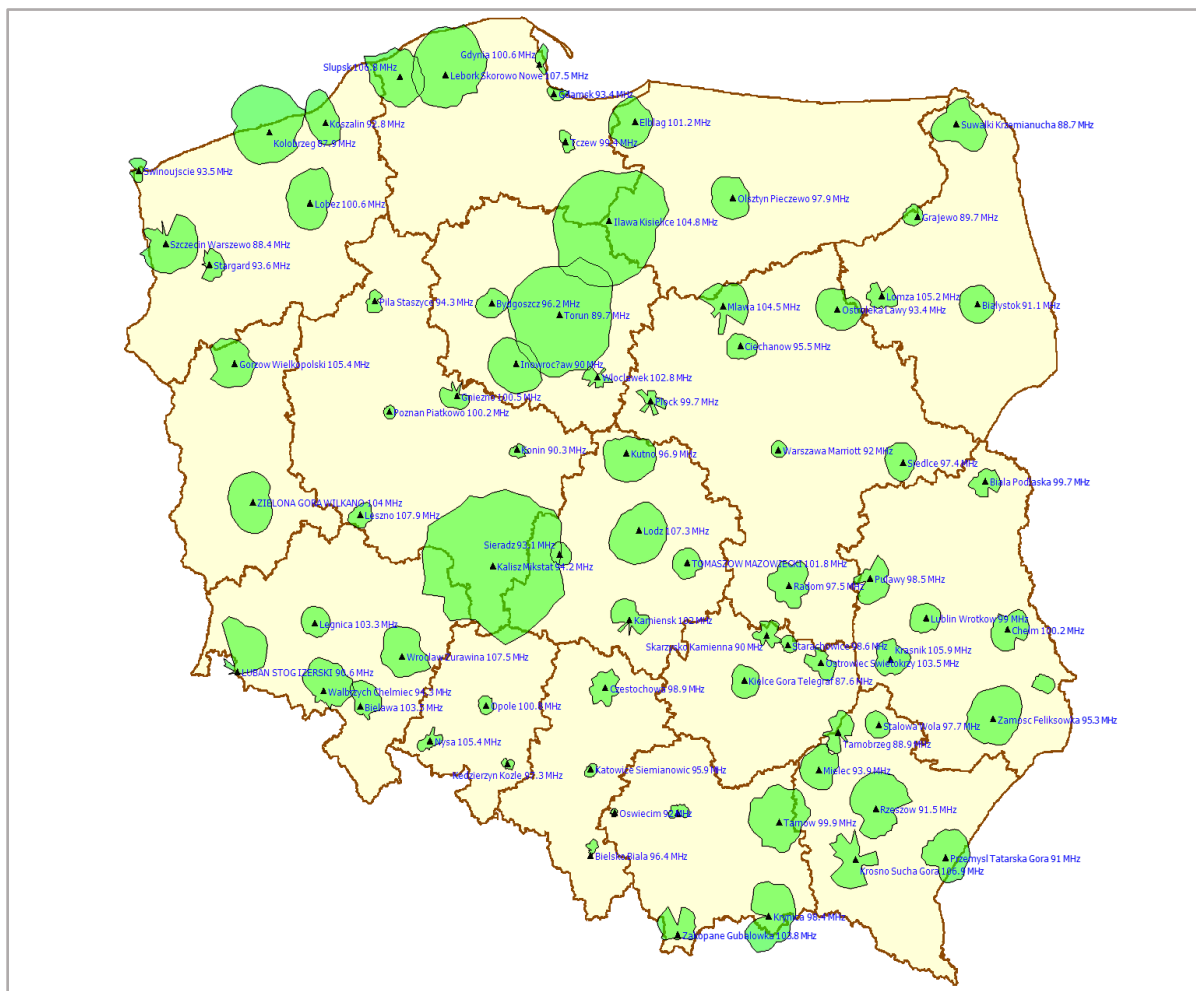 Gdynia 100.6 MHz
Slupsk 106.8 MHz
Lebork Skorowo Nowe 107.5 MHz
Gdansk 93.4 MHz
Koszalin 92.8 MHz
Elblag 101.2 MHz
Suwalki Krzemianucha 88.7 MHz
Kolobrzeg 87.9 MHz
Tczew 99.4 MHz
Swinoujscie 93.5 MHz
Lobez 100.6 MHz
Olsztyn Pieczewo 97.9 MHz
Ilawa Kisielice 104.8 MHz
Grajewo 89.7 MHz
Szczecin Warszewo 88.4 MHz
Stargard 93.6 MHz
Pila Staszyce 94.3 MHz
Bydgoszcz 96.2 MHz
Torun 89.7 MHz
Mlawa 104.5 MHz
Lomza 105.2 MHz
Ostroleka Lawy 93.4 MHz
Bialystok 91.1 MHz
Ciechanow 95.5 MHz
Gorzow Wielkopolski 105.4 MHz
Inowroc?aw 90 MHz
Wloclawek 102.8 MHz
Gniezno 100.5 MHz
Plock 99.7 MHz
Poznan Piatkowo 100.2 MHz
Konin 90.3 MHz
Kutno 96.9 MHz
Warszawa Marriott 92 MHz
Siedlce 97.4 MHz
Biala Podlaska 99.7 MHz
ZIELONA GORA WILKANO 104 MHz
Leszno 107.9 MHz
Lodz 107.3 MHz
Sieradz 93.1 MHz
Kalisz Mikstat 94.2 MHz
TOMASZOW MAZOWIECKI 101.8 MHz
Pulawy 98.5 MHz
Radom 97.5 MHz
Legnica 103.3 MHz
Kamiensk 102 MHz
Lublin Wrotkow 99 MHz
Chelm 100.2 MHz
Skarzysko Kamienna 90 MHz
Starachowice 98.6 MHz
Krasnik 105.9 MHz
Wroclaw Zurawina 107.5 MHz
Ostrowiec Swietokrzy 103.5 MHz
LUBAN STOG IZERSKI 90.6 MHz
Kielce Gora Telegraf 87.6 MHz
Walbrzych Chelmiec 94.3 MHz
Czestochowa 98.9 MHz
Bielawa 103.5 MHz
Opole 100.8 MHz
Zamosc Feliksowka 95.3 MHz
Stalowa Wola 97.7 MHz
Nysa 105.4 MHz
Tarnobrzeg 88.9 MHz
Kedzierzyn Kozle 97.3 MHz
Katowice Siemianowic 95.9 MHz
Mielec 93.9 MHz
Oswiecim 92 MHz
MHz
Tarnow 99.9 MHz
Rzeszow 91.5 MHz
Bielsko Biala 96.4 MHz
Przemysl Tatarska Gora 91 MHz
Krosno Sucha Gora 106.9 MHz
Krynica 98.4 MHz
Zakopane Gubalowka 103.8 MHz